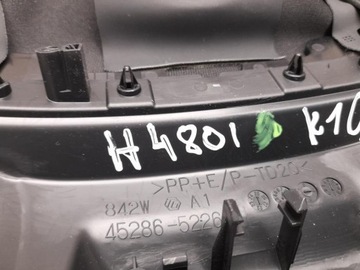 H4801 K10
>PP+E/P-TD20<
842W A1
45286-5226